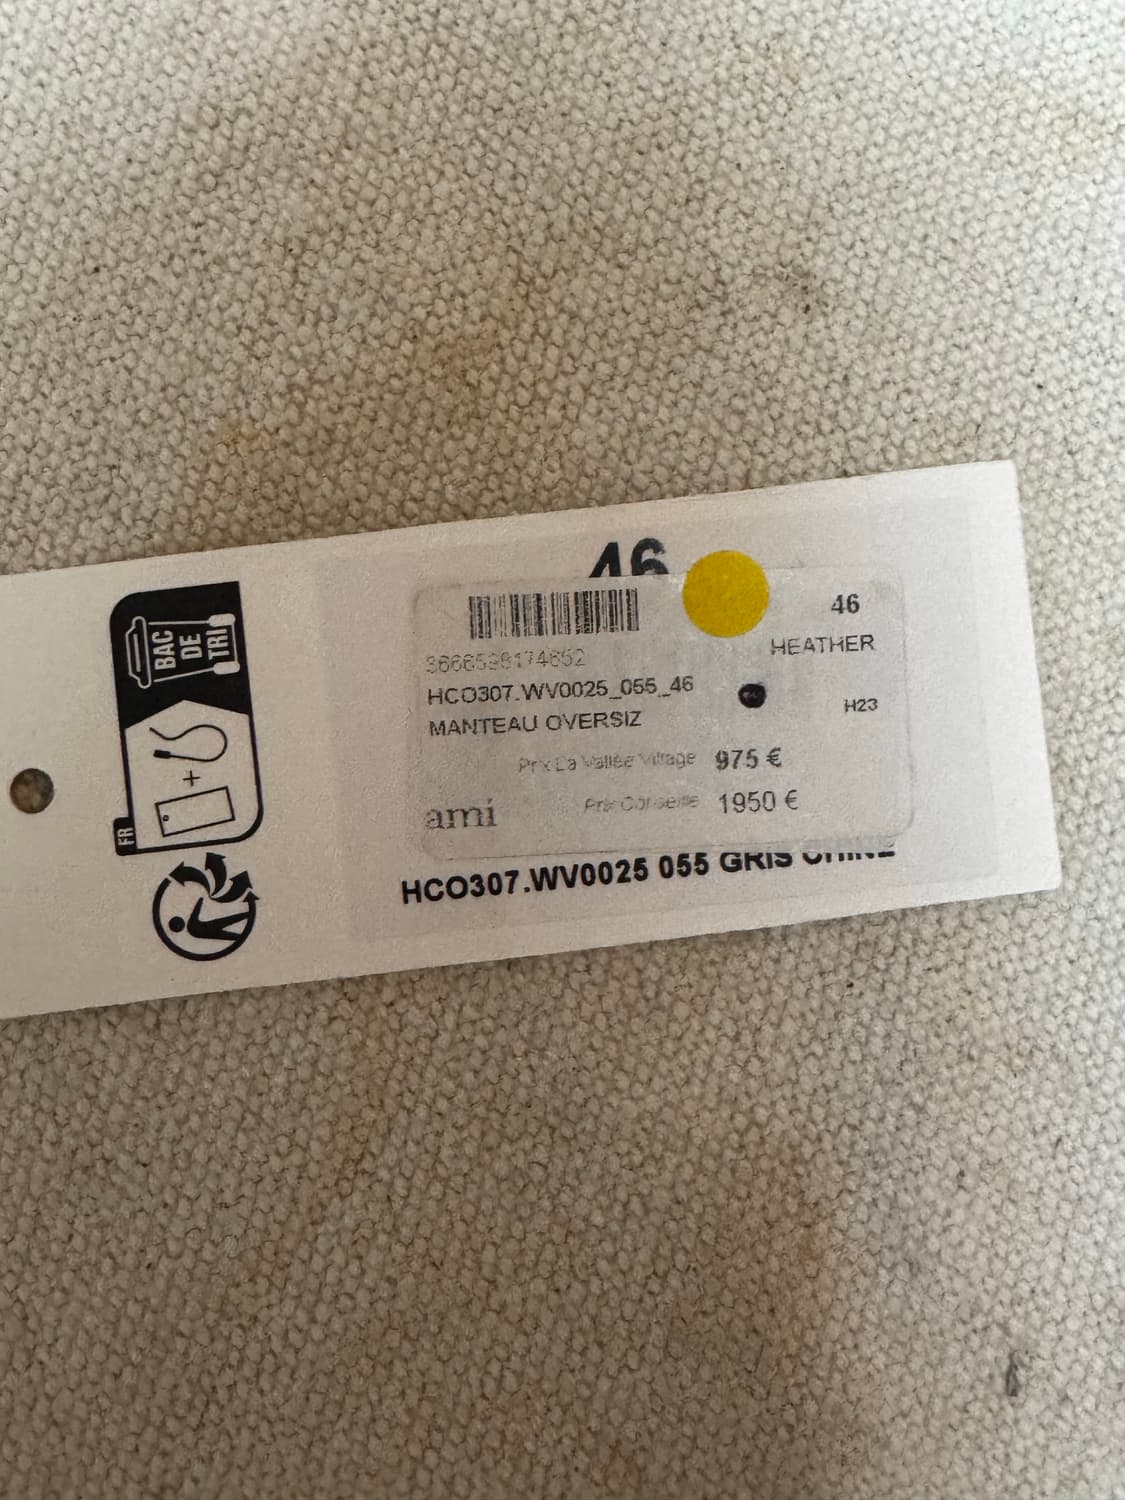 BAC
DE
TRI
FR
46
46
HEATHER
HCO307.WV0025_055_46
MANTEAU OVERSIZ
H23
Prix La Vallée Village 975 €
Prix Conseillé 1950 €
ami
HCO307.WV0025 055 GRIS CHINE